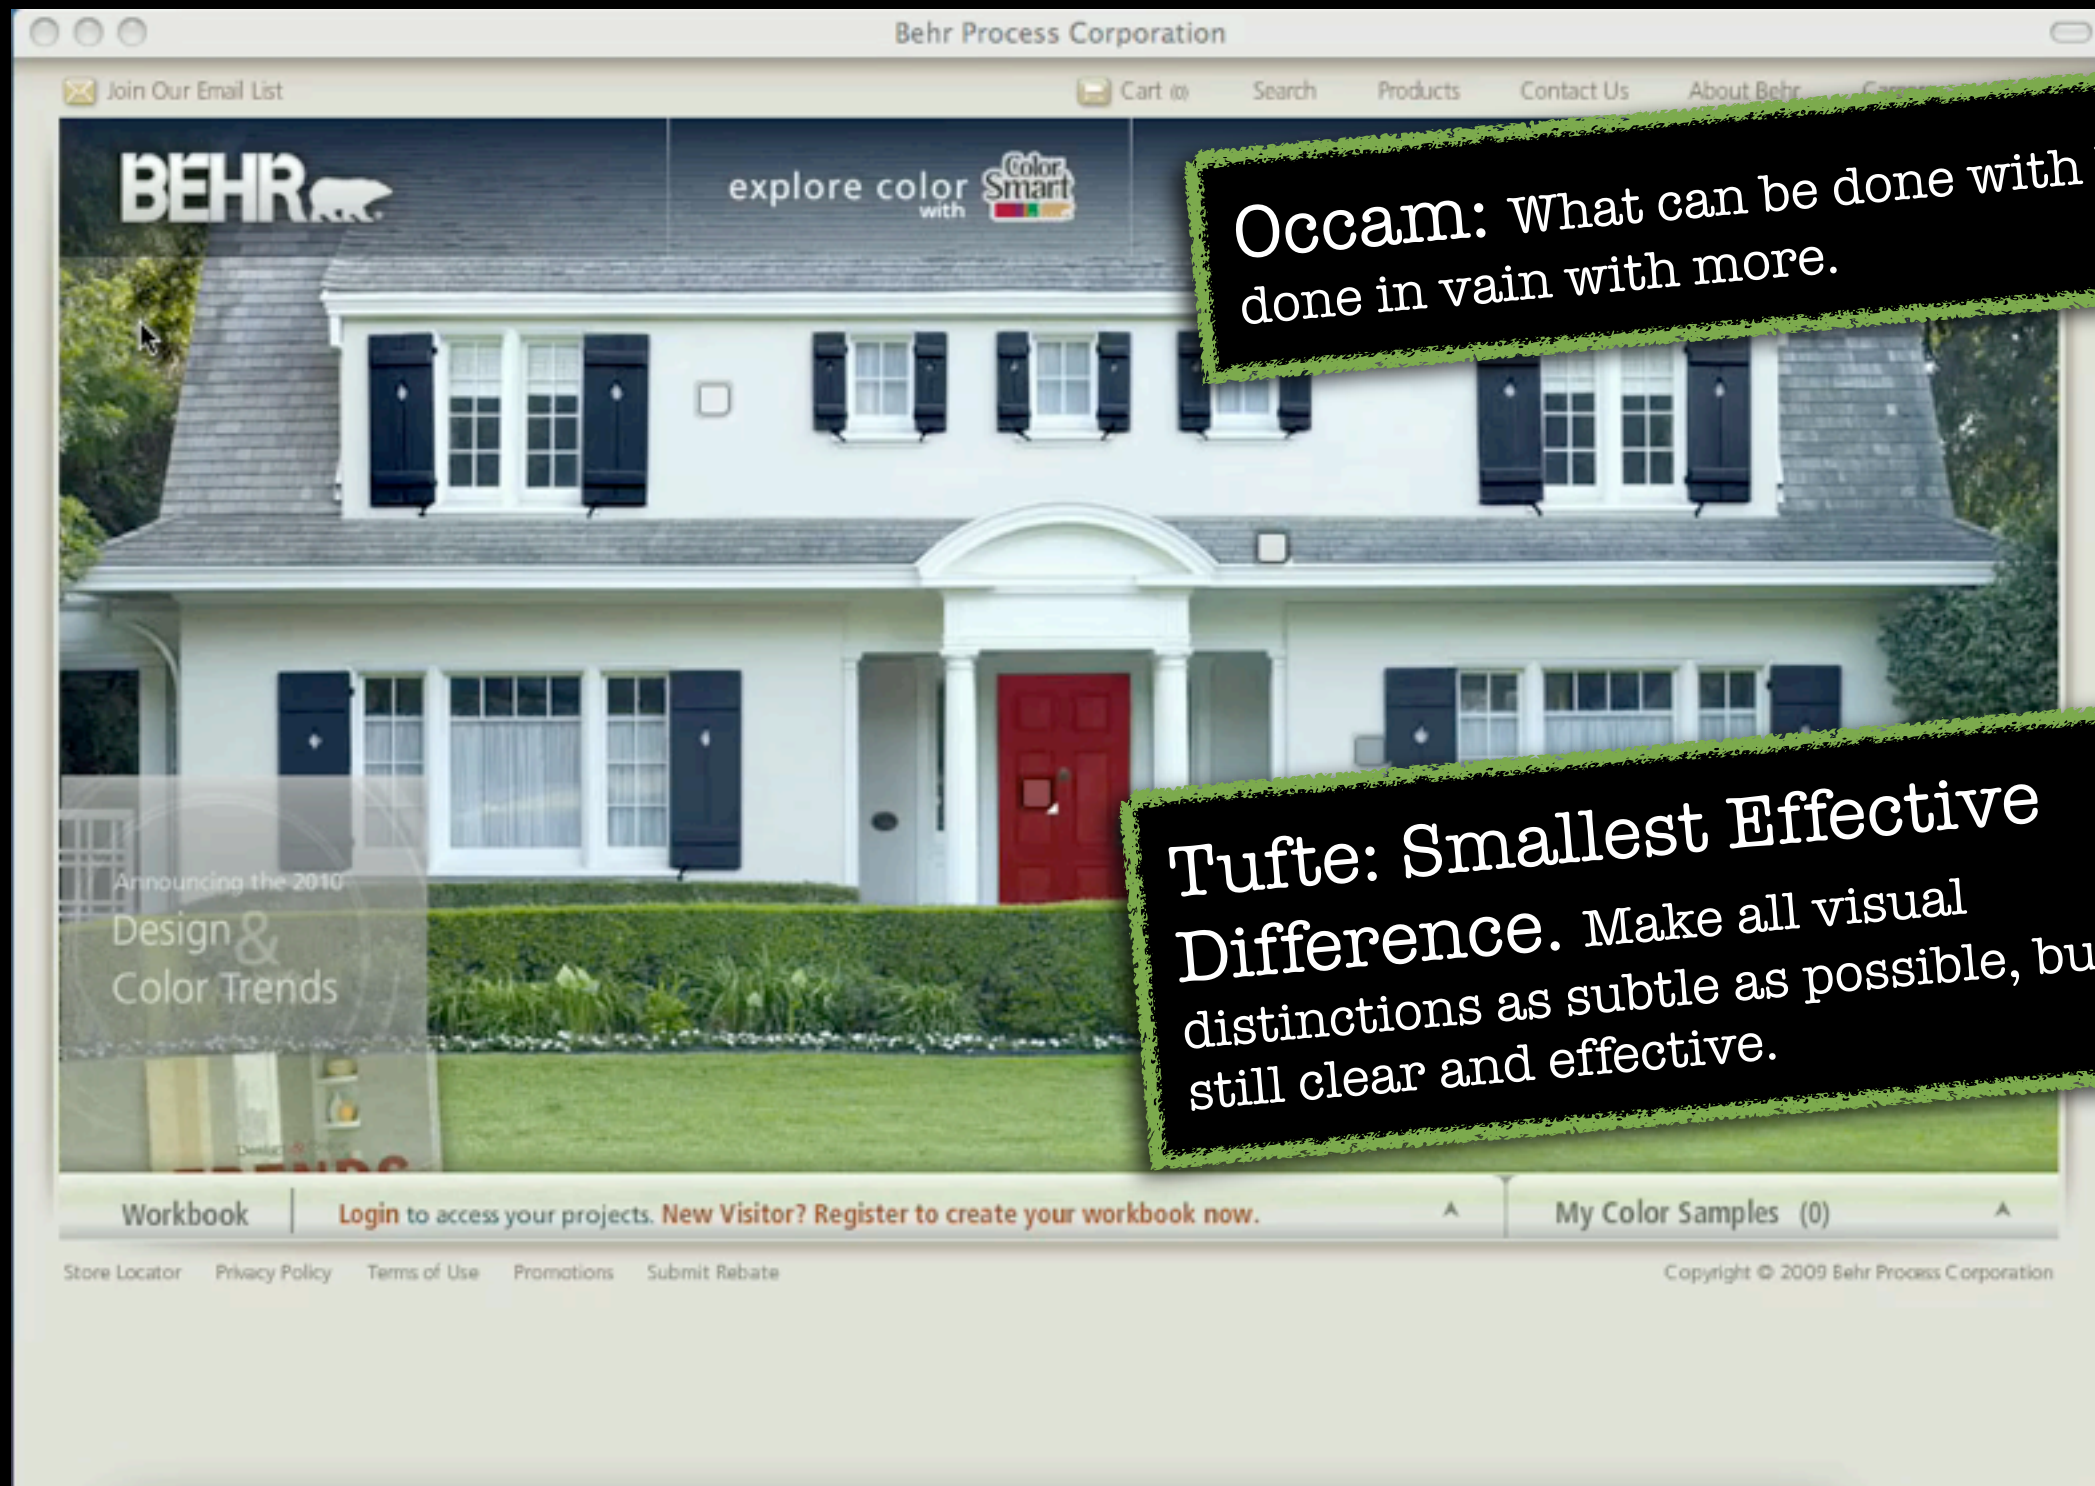 Behr Process Corporation
Join Our Email List
Cart (0) Search Products Contact Us About Behr
BEHR
explore color with
Color Smart
Occam: What can be done with
done in vain with more.
Tufte: Smallest Effective
Difference. Make all visual
distinctions as subtle as possible, bu
still clear and effective.
Announcing the 2010
Design &
Color Trends
TRENDS
Workbook Login to access your projects. New Visitor? Register to create your workbook now. My Color Samples (0)
Store Locator Privacy Policy Terms of Use Promotions Submit Rebate Copyright © 2009 Behr Process Corporation